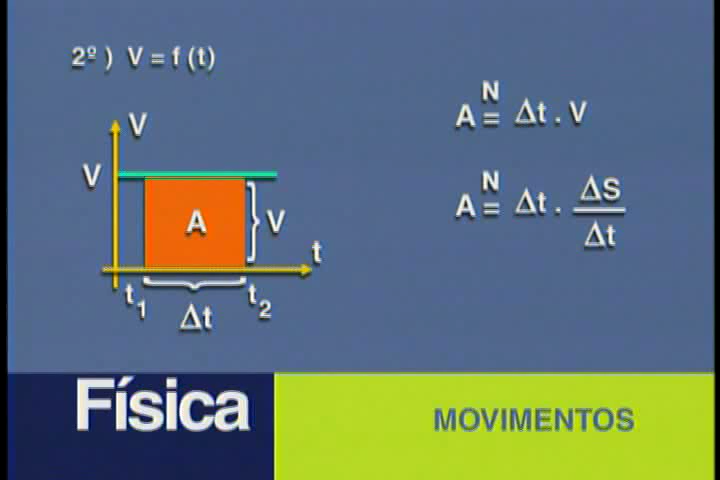 2º ) V = f (t)
V
V
A
V
t
t₁
t₂
Δt
N
A = Δt . V
N
A = Δt . ΔS
Δt
Física
MOVIMENTOS